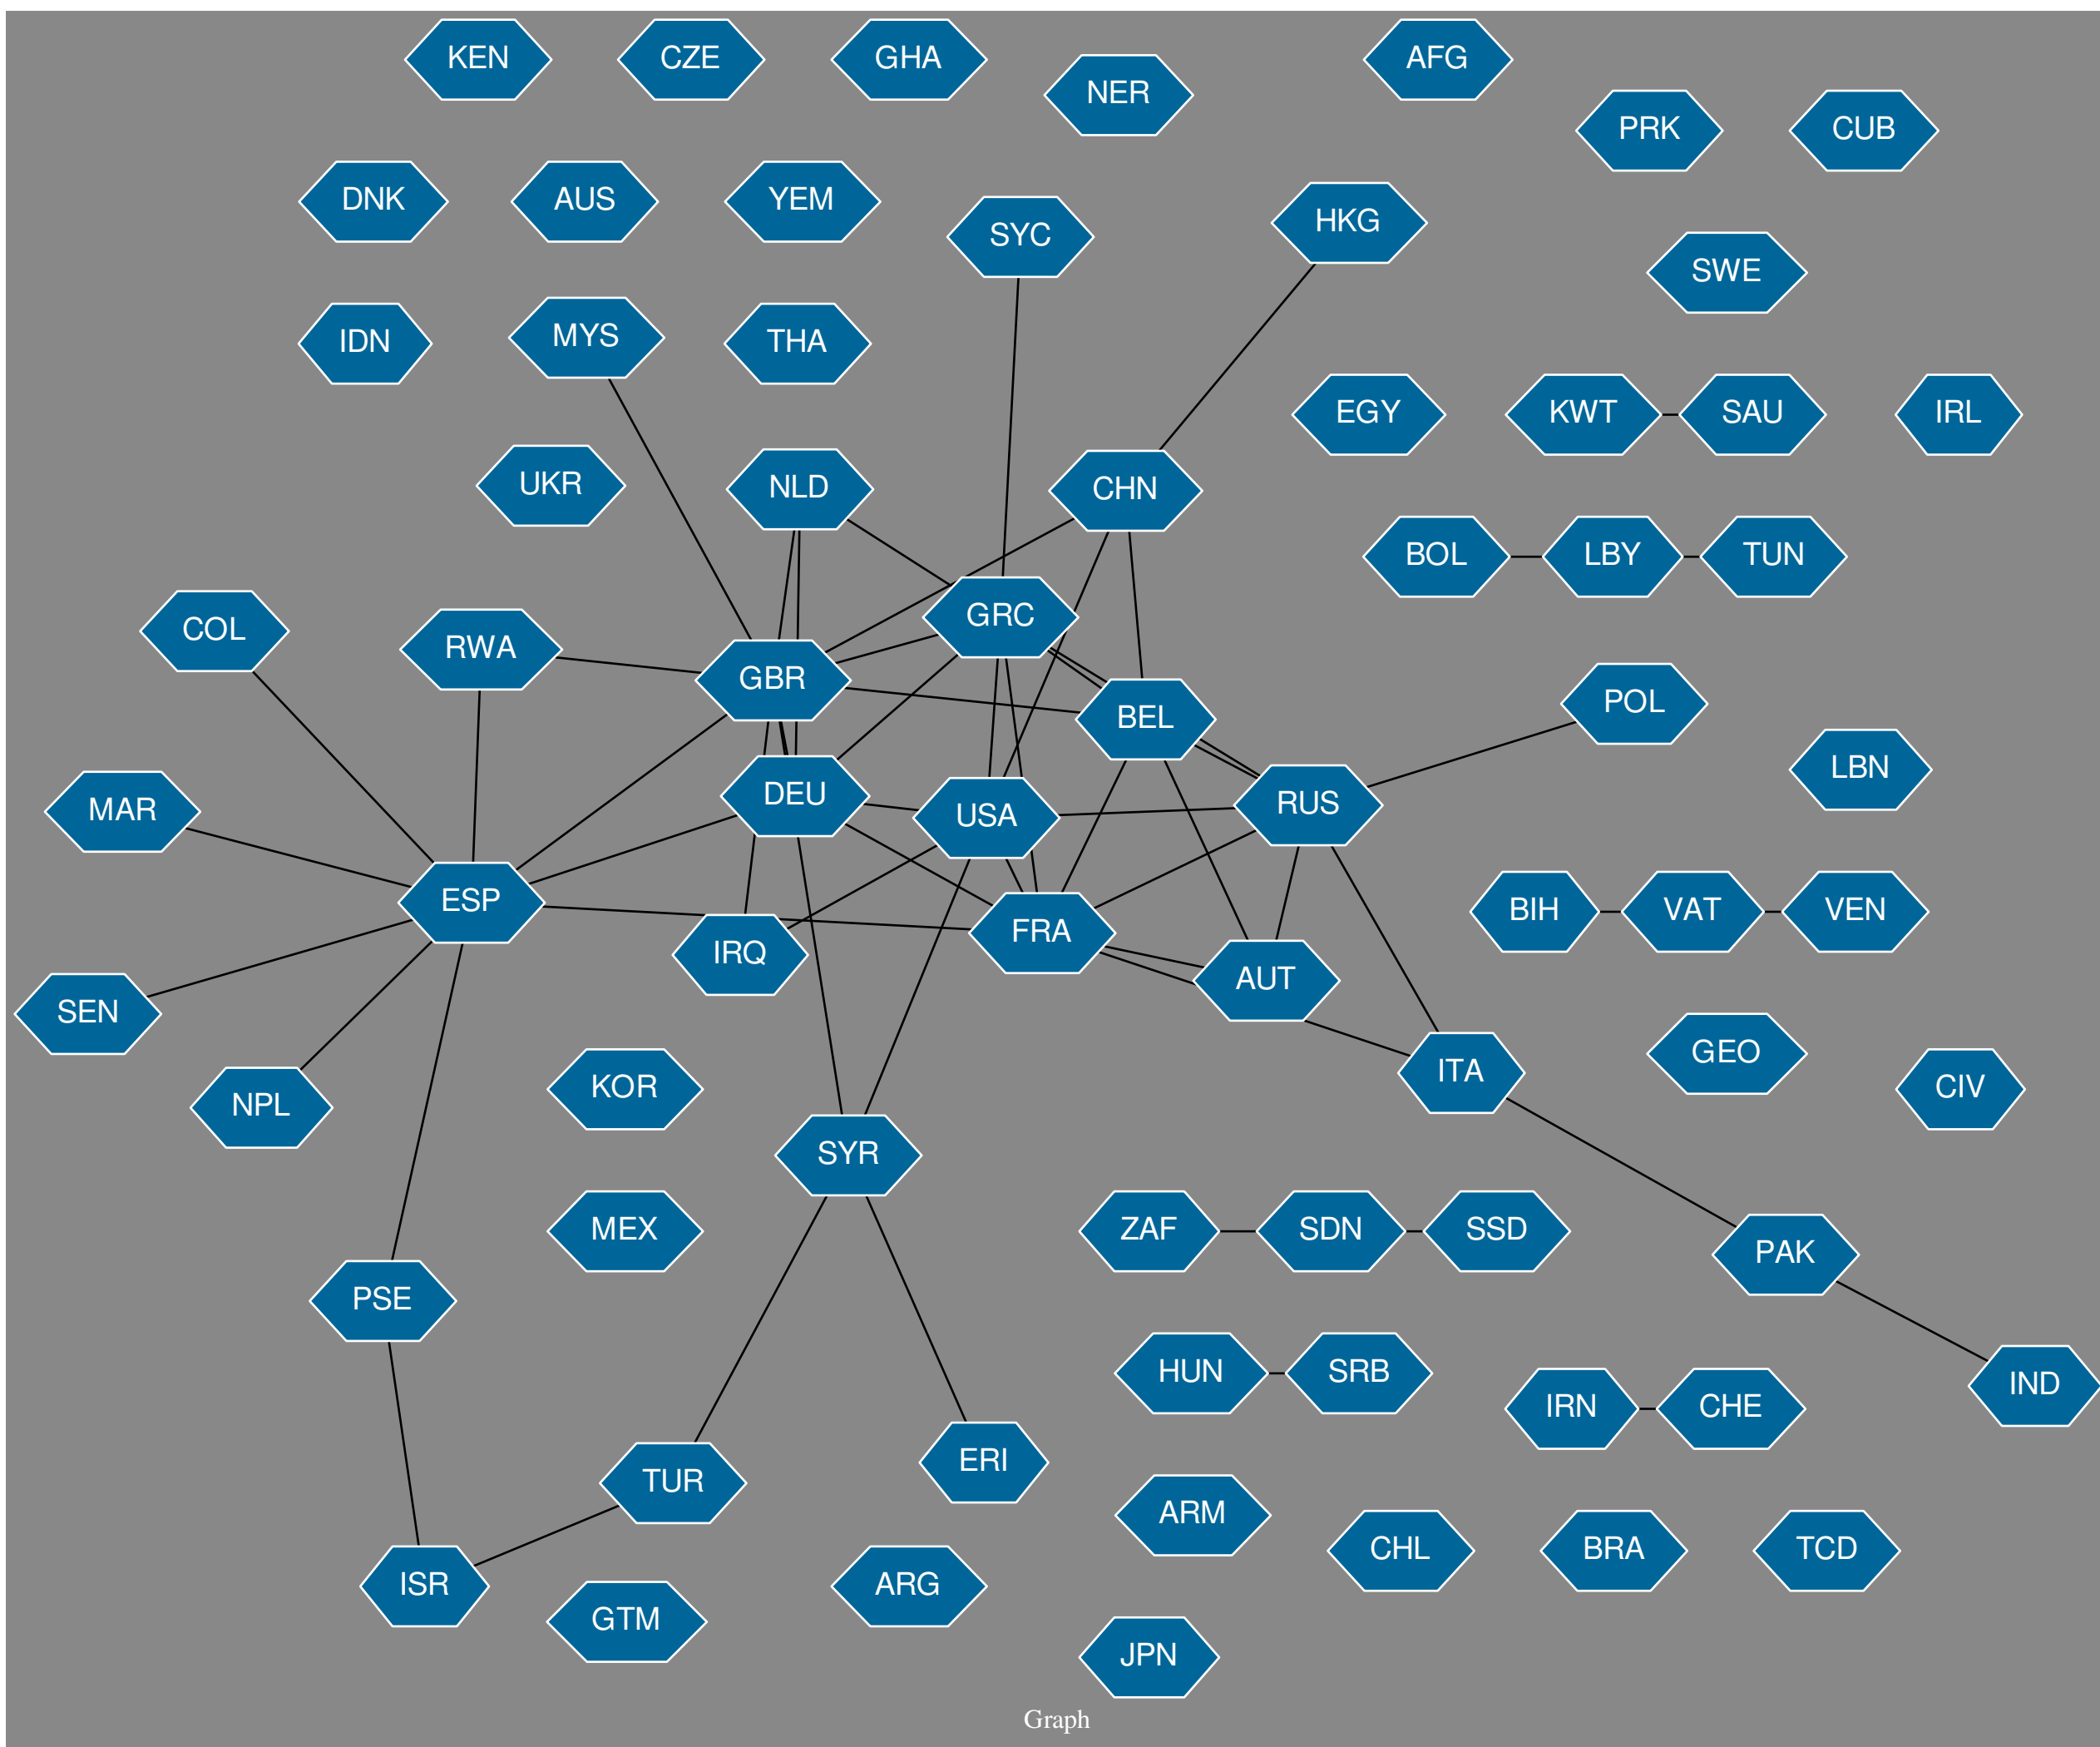 KEN
CZE
GHA
NER
AFG
PRK
CUB
DNK
AUS
YEM
SYC
HKG
SWE
IDN
MYS
THA
EGY
KWT
SAU
IRL
UKR
NLD
CHN
BOL
LBY
TUN
COL
RWA
GRC
GBR
BEL
POL
MAR
DEU
USA
RUS
LBN
ESP
IRQ
FRA
AUT
BIH
VAT
VEN
SEN
NPL
KOR
ITA
GEO
CIV
SYR
MEX
ZAF
SDN
SSD
PAK
PSE
HUN
SRB
IRN
CHE
IND
TUR
ERI
ARM
CHL
BRA
TCD
ISR
GTM
ARG
JPN
Graph